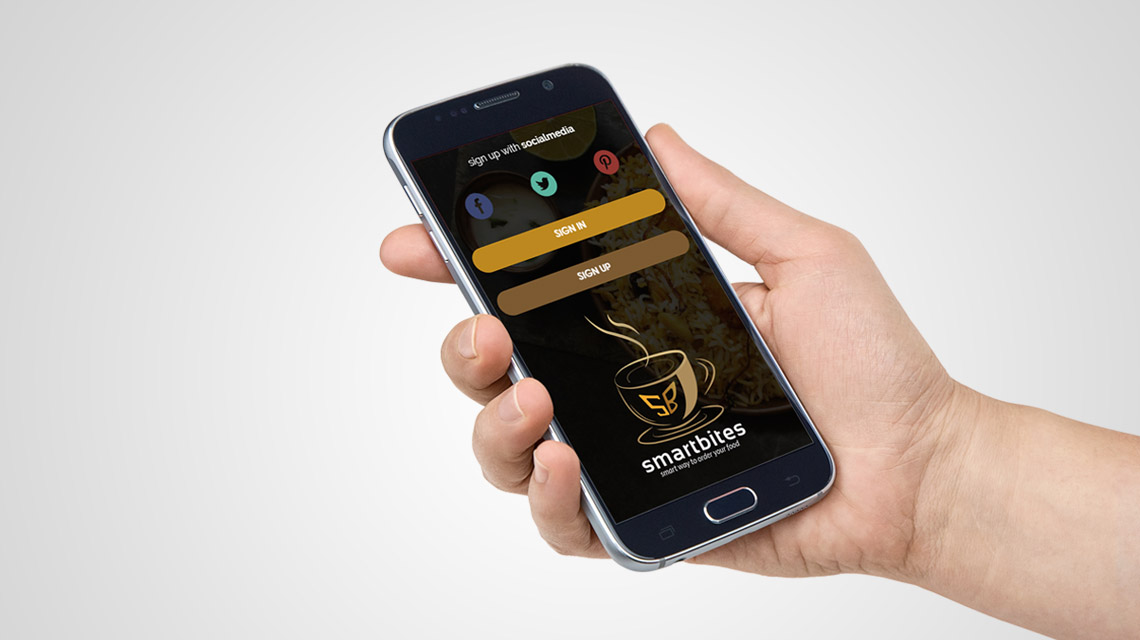 sign up with socialmedia
SIGN IN
SIGN UP
SB
smartbites
smart way to order your food